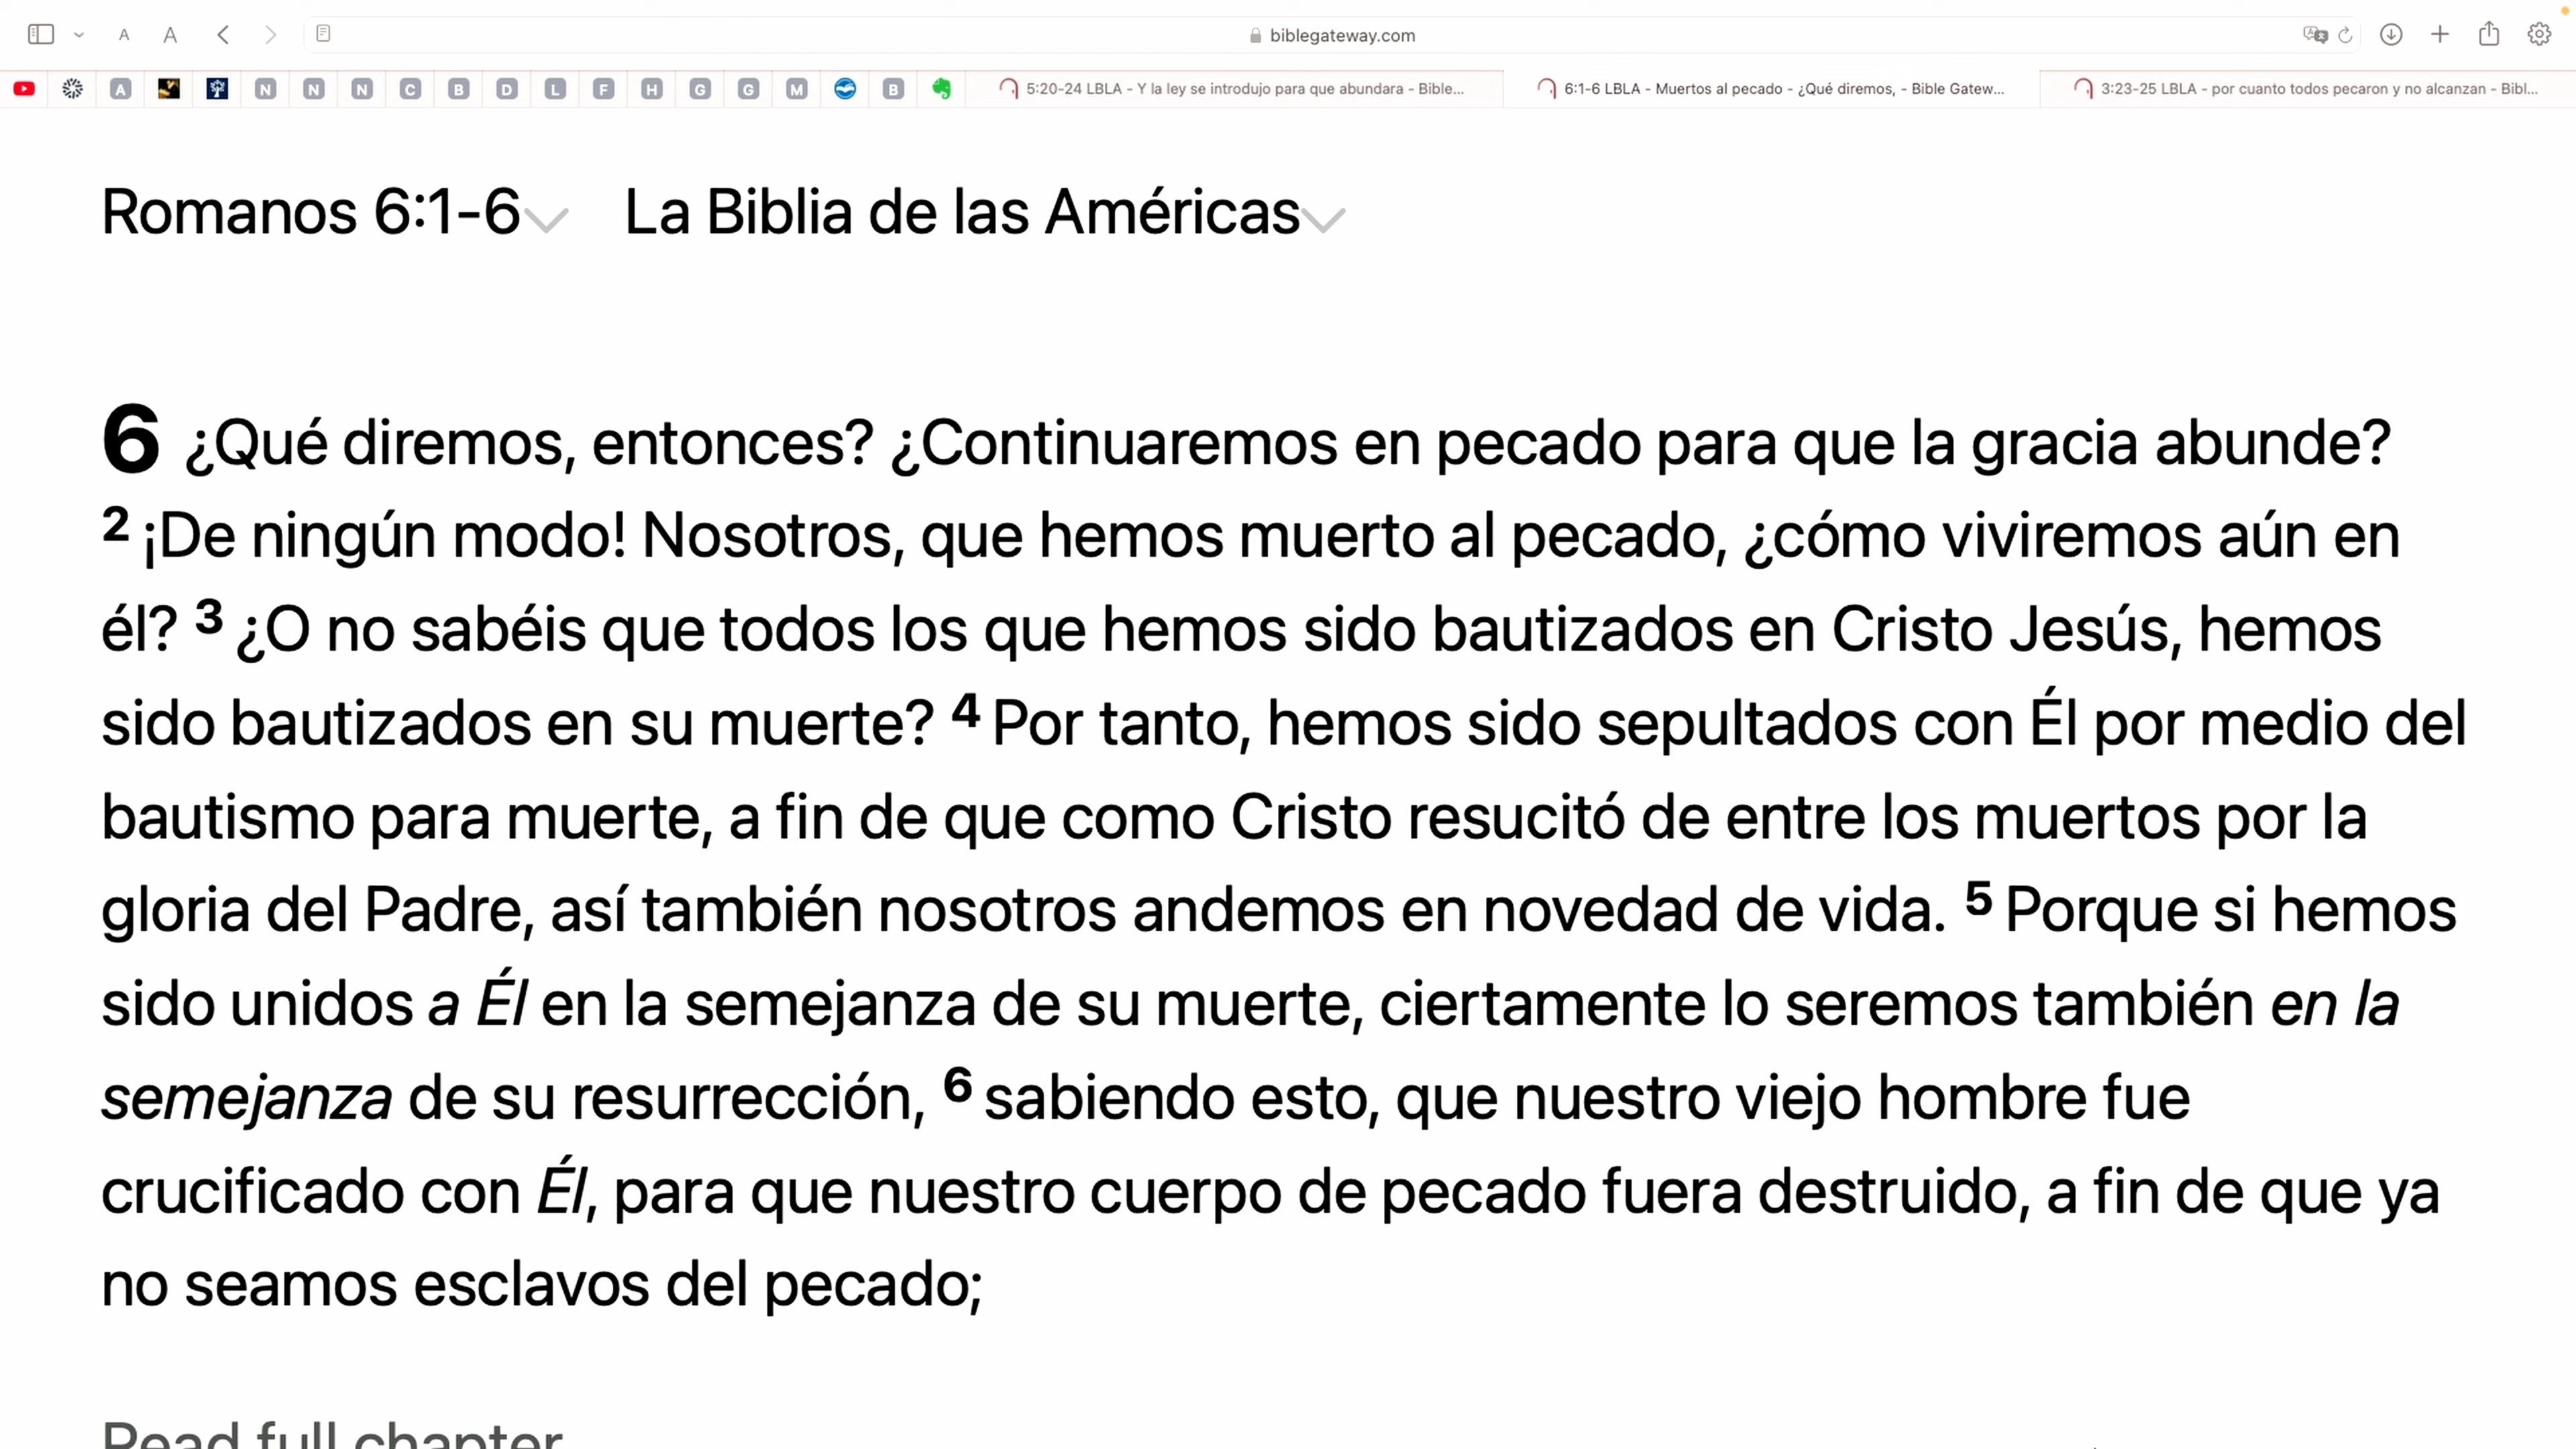 A A biblegateway.com
A N N N C B D L F H G G M B 5:20-24 LBLA - Y la ley se introdujo para que abundara - Bible... 6:1-6 LBLA - Muertos al pecado - ¿Qué diremos, - Bible Gatew... 3:23-25 LBLA - por cuanto todos pecaron y no alcanzan - Bibl...
Romanos 6:1-6 La Biblia de las Américas
6 ¿Qué diremos, entonces? ¿Continuaremos en pecado para que la gracia abunde?
2 ¡De ningún modo! Nosotros, que hemos muerto al pecado, ¿cómo viviremos aún en
él? 3 ¿O no sabéis que todos los que hemos sido bautizados en Cristo Jesús, hemos
sido bautizados en su muerte? 4 Por tanto, hemos sido sepultados con Él por medio del
bautismo para muerte, a fin de que como Cristo resucitó de entre los muertos por la
gloria del Padre, así también nosotros andemos en novedad de vida. 5 Porque si hemos
sido unidos a Él en la semejanza de su muerte, ciertamente lo seremos también en la
semejanza de su resurrección, 6 sabiendo esto, que nuestro viejo hombre fue
crucificado con Él, para que nuestro cuerpo de pecado fuera destruido, a fin de que ya
no seamos esclavos del pecado;
Read full chapter